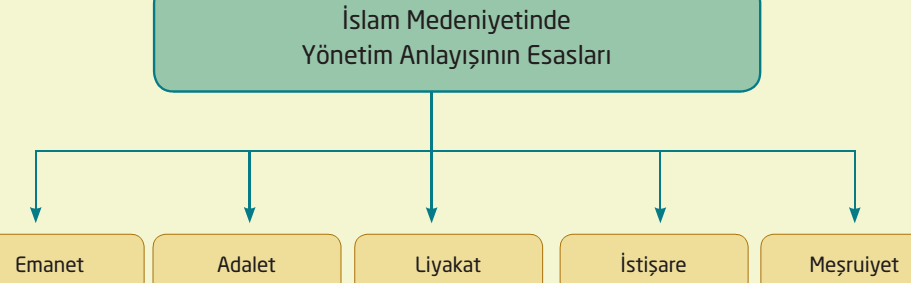 İslam Medeniyetinde
Yönetim Anlayışının Esasları
Emanet
Adalet
Liyakat
İstişare
Meşruiyet